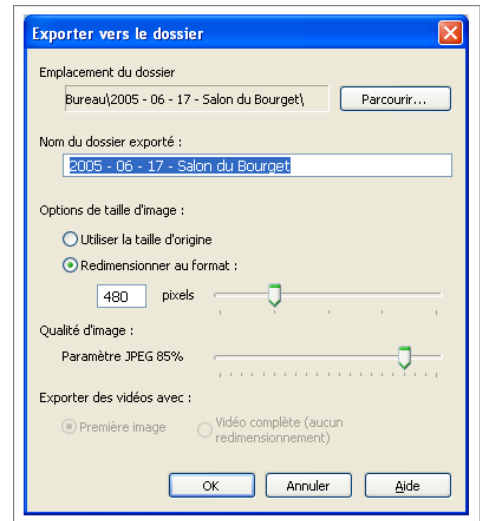 Exporter vers le dossier
Emplacement du dossier
Bureau\2005 - 06 - 17 - Salon du Bourget\
Parcourir...
Nom du dossier exporté :
2005 - 06 - 17 - Salon du Bourget
Options de taille d'image :
Utiliser la taille d'origine
Redimensionner au format :
480 pixels
Qualité d'image :
Paramètre JPEG 85%
Exporter des vidéos avec :
Première image
Vidéo complète (aucun
redimensionnement)
OK Annuler Aide